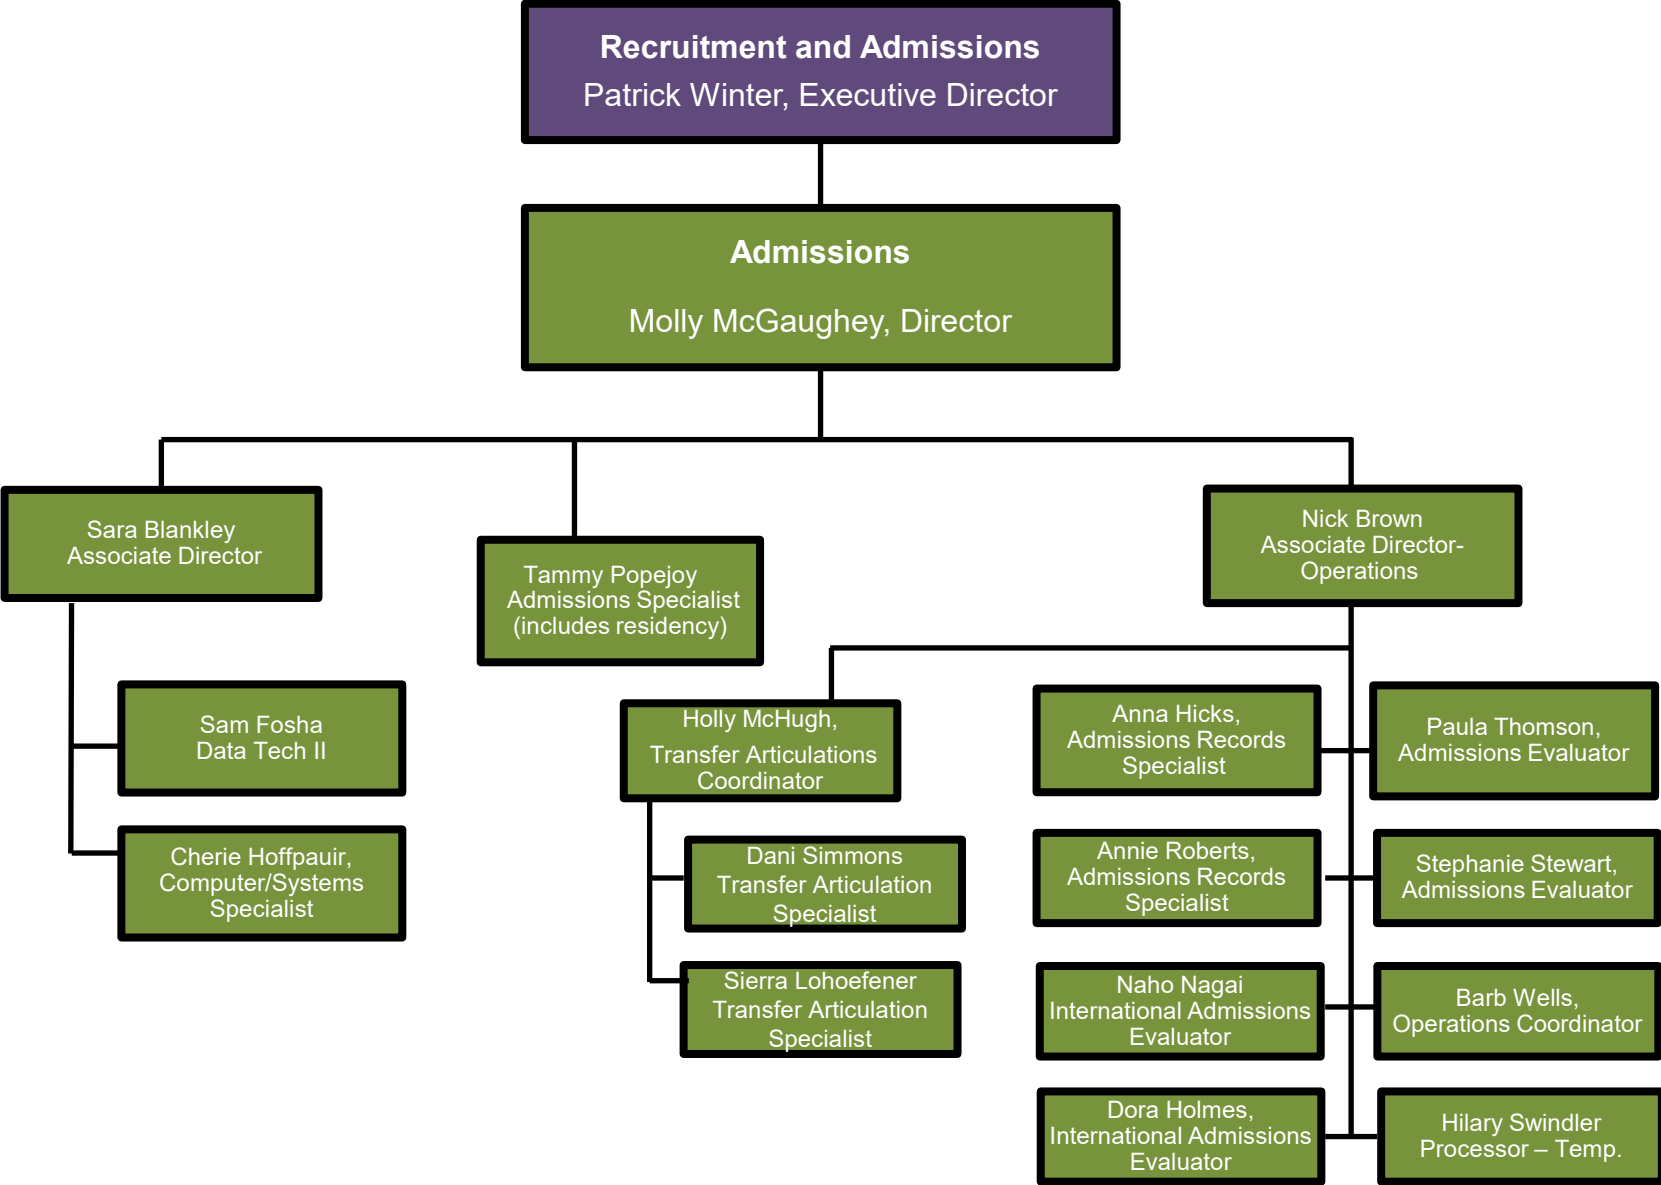 Recruitment and Admissions
Patrick Winter, Executive Director
Admissions
Molly McGaughey, Director
Sara Blankley
Associate Director
Tammy Popejoy
Admissions Specialist
(includes residency)
Nick Brown
Associate Director-
Operations
Sam Fosha
Data Tech II
Cherie Hoffpauir,
Computer/Systems
Specialist
Holly McHugh,
Transfer Articulations
Coordinator
Dani Simmons
Transfer Articulation
Specialist
Sierra Lohoefener
Transfer Articulation
Specialist
Anna Hicks,
Admissions Records
Specialist
Paula Thomson,
Admissions Evaluator
Annie Roberts,
Admissions Records
Specialist
Stephanie Stewart,
Admissions Evaluator
Naho Nagai
International Admissions
Evaluator
Barb Wells,
Operations Coordinator
Dora Holmes,
International Admissions
Evaluator
Hilary Swindler
Processor – Temp.